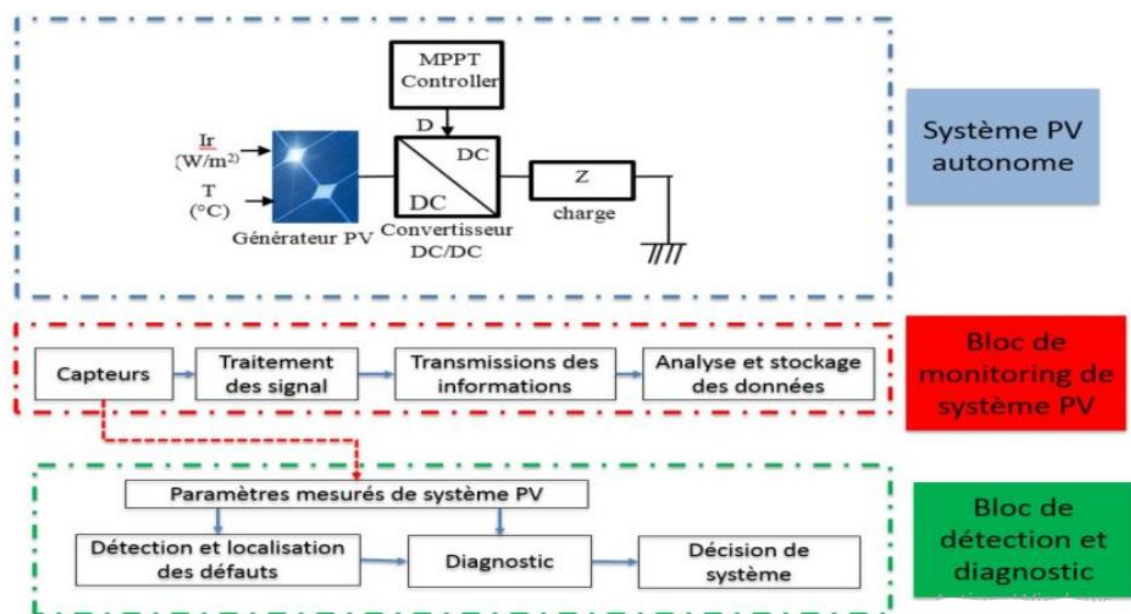 MPPT
Controller
D
Ir
(W/m²)
T
(°C)
DC
DC
Z
charge
Générateur PV
Convertisseur
DC/DC
Système PV
autonome
Capteurs
Traitement
des signal
Transmissions des
informations
Analyse et stockage
des données
Bloc de
monitoring de
système PV
Paramètres mesurés de système PV
Détection et localisation
des défauts
Diagnostic
Décision de
système
Bloc de
détection et
diagnostic